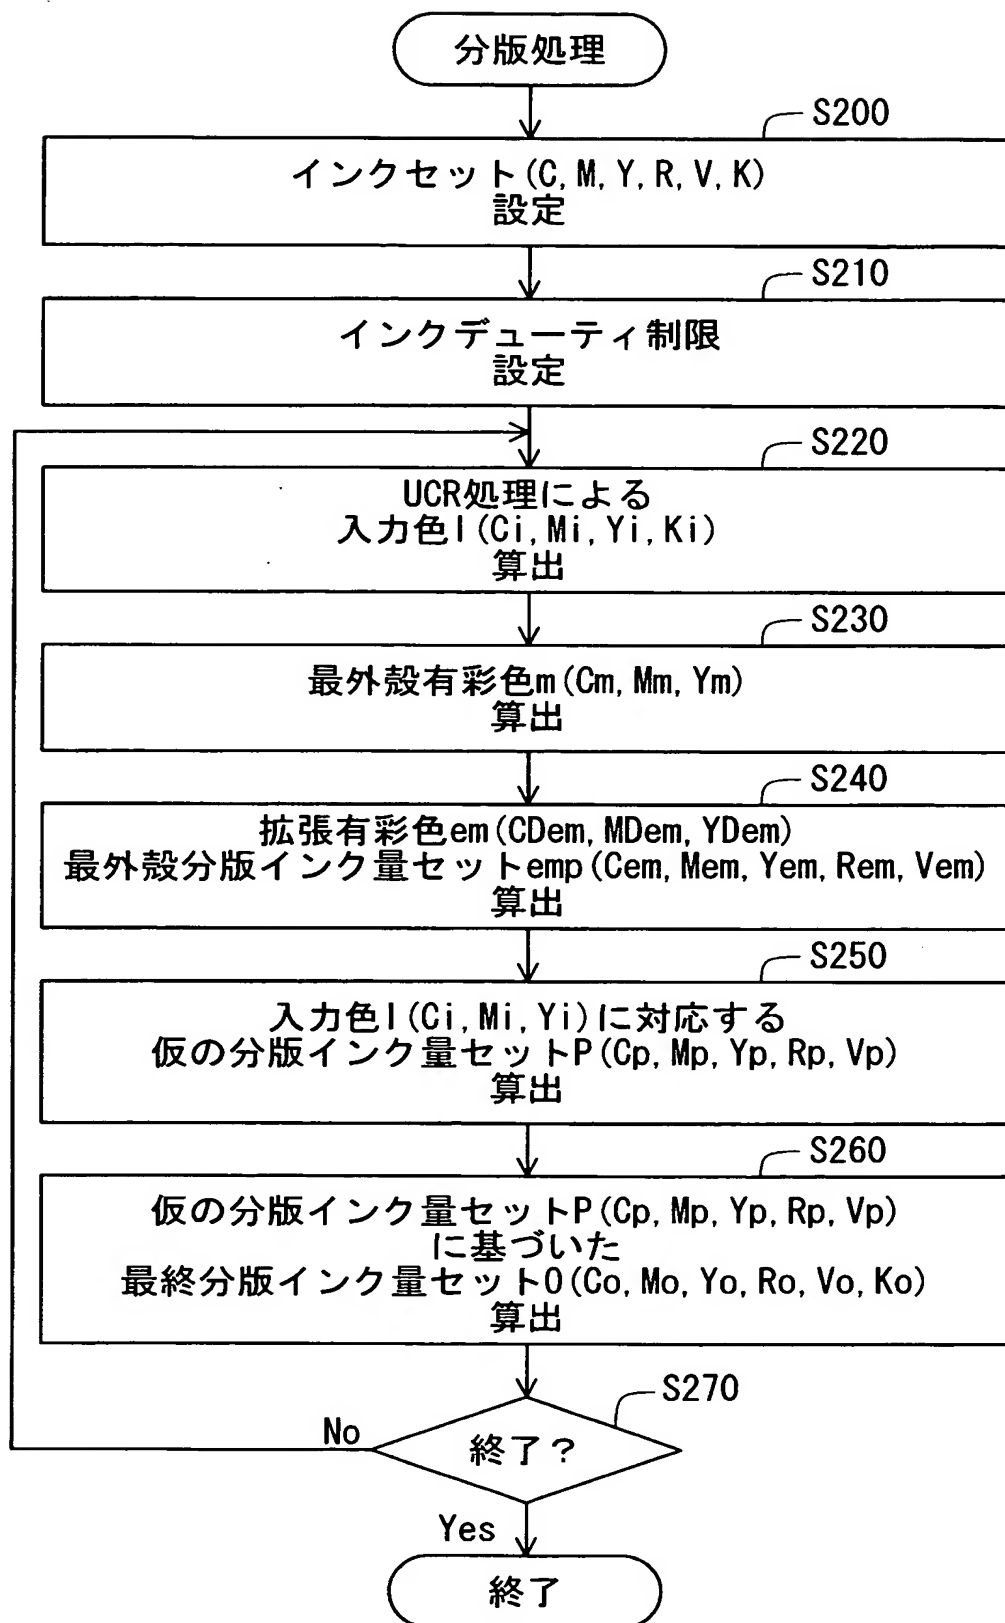 分版処理
S200
インクセット(C,M,Y,R,V,K)
設定
S210
インクデューティ制限
設定
S220
UCR処理による
入力色I(Ci,Mi,Yi,Ki)
算出
S230
最外殻有彩色m(Cm,Mm,Ym)
算出
S240
拡張有彩色em(CDem,MDem,YDem)
最外殻分版インク量セットemp(Cem,Mem,Yem,Rem,Vem)
算出
S250
入力色I(Ci,Mi,Yi)に対応する
仮の分版インク量セットP(Cp,Mp,Yp,Rp,Vp)
算出
S260
仮の分版インク量セットP(Cp,Mp,Yp,Rp,Vp)
に基づいた
最終分版インク量セットO(Co,Mo,Yo,Ro,Vo,Ko)
算出
S270
No
終了?
Yes
終了